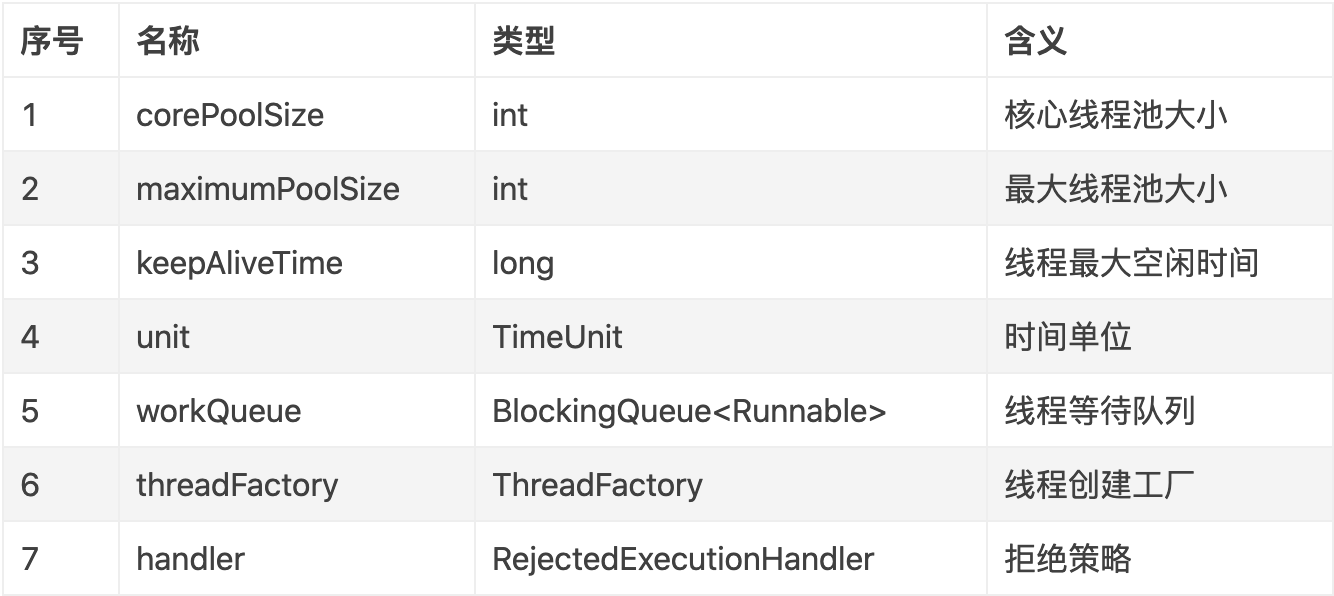 序号 名称 类型 含义
1 corePoolSize int 核心线程池大小
2 maximumPoolSize int 最大线程池大小
3 keepAliveTime long 线程最大空闲时间
4 unit TimeUnit 时间单位
5 workQueue BlockingQueue<Runnable> 线程等待队列
6 threadFactory ThreadFactory 线程创建工厂
7 handler RejectedExecutionHandler 拒绝策略